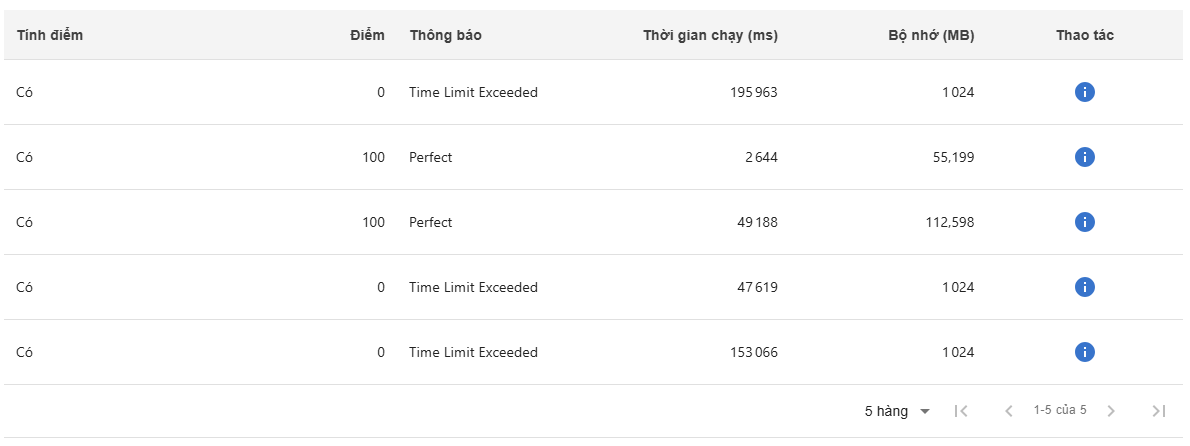 Tính điểm Điểm Thông báo Thời gian chạy (ms) Bộ nhớ (MB) Thao tác
Có 0 Time Limit Exceeded 195 963 1 024
Có 100 Perfect 2 644 55,199
Có 100 Perfect 49 188 112,598
Có 0 Time Limit Exceeded 47 619 1 024
Có 0 Time Limit Exceeded 153 066 1 024
5 hàng 1-5 của 5